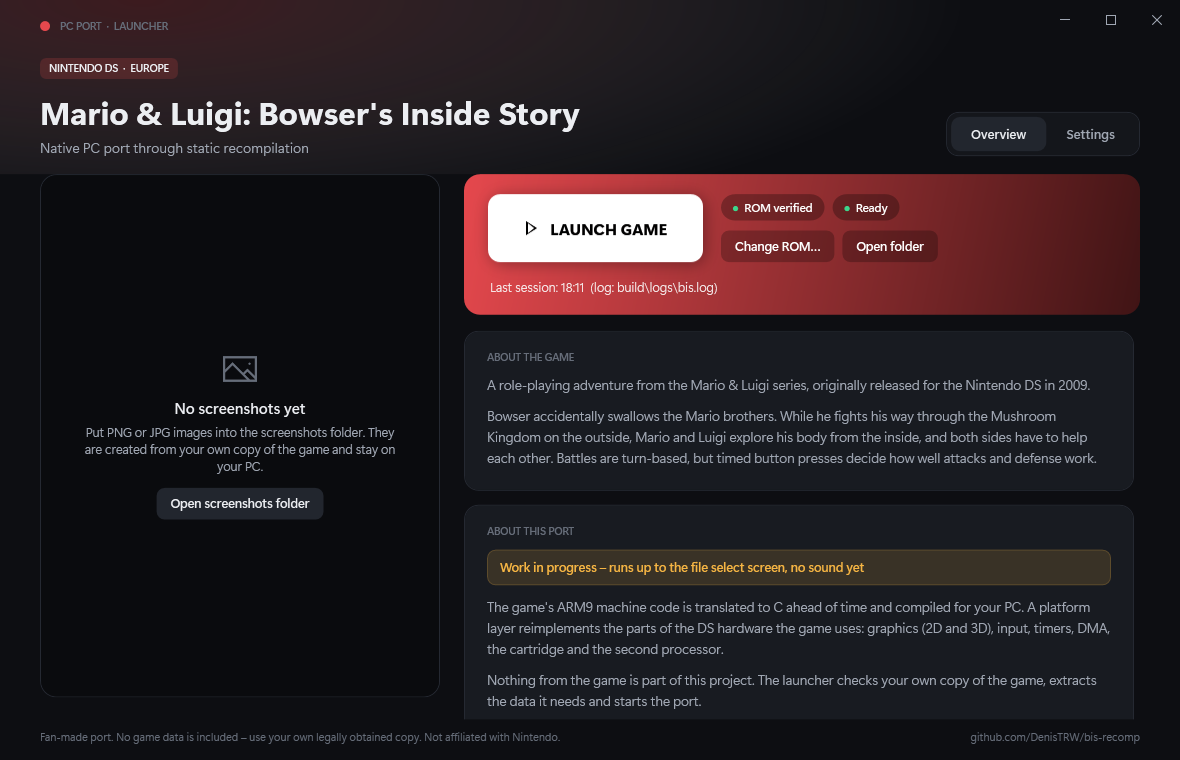 PC PORT · LAUNCHER
NINTENDO DS · EUROPE
Mario & Luigi: Bowser's Inside Story
Native PC port through static recompilation
Overview
Settings
No screenshots yet
Put PNG or JPG images into the screenshots folder. They
are created from your own copy of the game and stay on
your PC.
Open screenshots folder
LAUNCH GAME
ROM verified
Ready
Change ROM...
Open folder
Last session: 18:11 (log: build\logs\bis.log)
ABOUT THE GAME
A role-playing adventure from the Mario & Luigi series, originally released for the Nintendo DS in 2009.
Bowser accidentally swallows the Mario brothers. While he fights his way through the Mushroom
Kingdom on the outside, Mario and Luigi explore his body from the inside, and both sides have to help
each other. Battles are turn-based, but timed button presses decide how well attacks and defense work.
ABOUT THIS PORT
Work in progress – runs up to the file select screen, no sound yet
The game's ARM9 machine code is translated to C ahead of time and compiled for your PC. A platform
layer reimplements the parts of the DS hardware the game uses: graphics (2D and 3D), input, timers, DMA,
the cartridge and the second processor.
Nothing from the game is part of this project. The launcher checks your own copy of the game, extracts
the data it needs and starts the port.
Fan-made port. No game data is included – use your own legally obtained copy. Not affiliated with Nintendo.
github.com/DenisTRW/bis-recomp